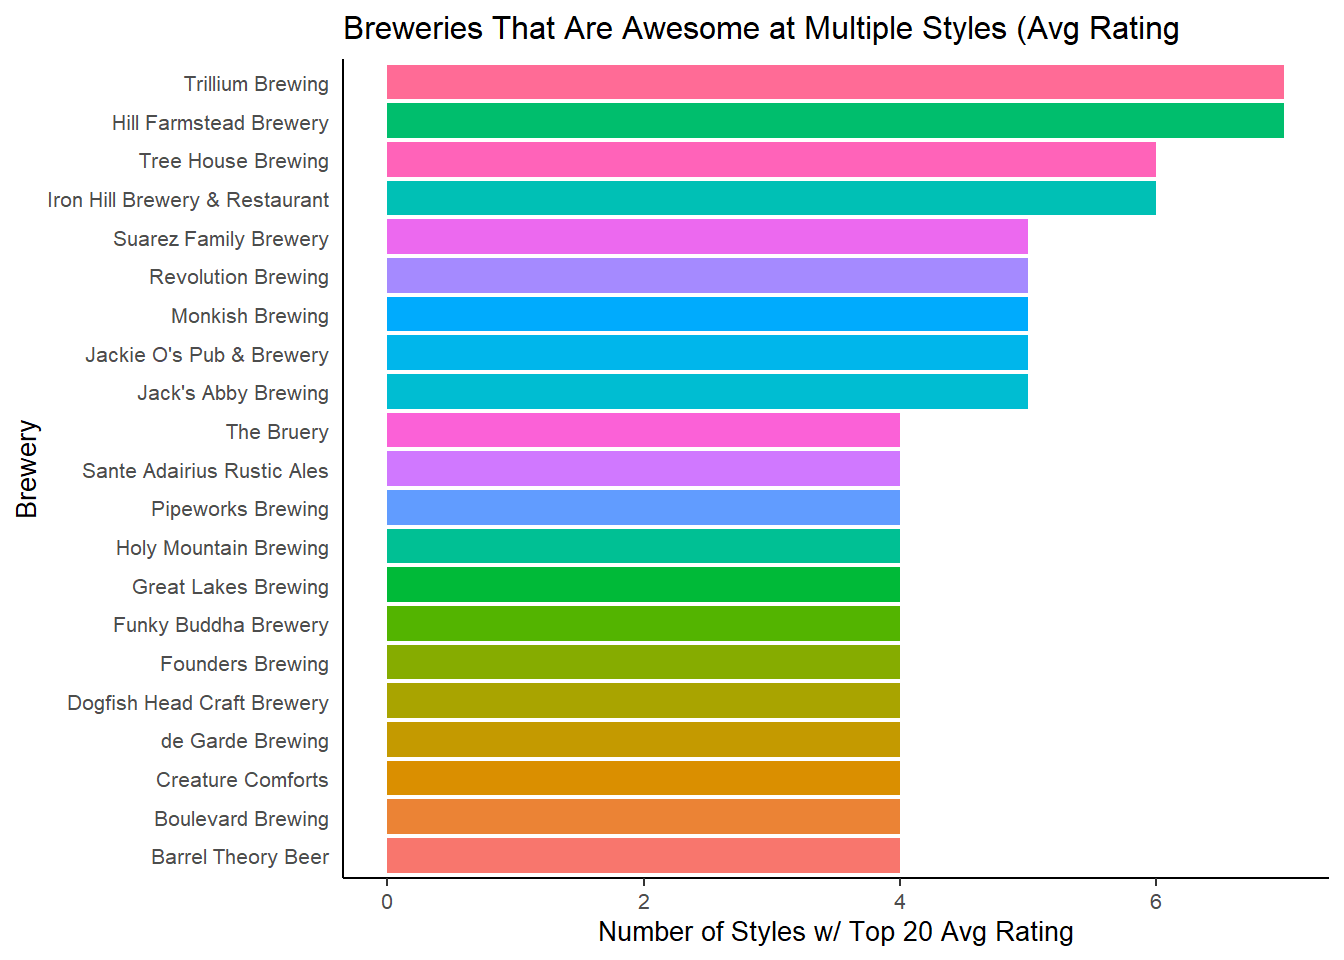 Breweries That Are Awesome at Multiple Styles (Avg Rating
Trillium Brewing
Hill Farmstead Brewery
Tree House Brewing
Iron Hill Brewery & Restaurant
Suarez Family Brewery
Revolution Brewing
Monkish Brewing
Jackie O's Pub & Brewery
Jack's Abby Brewing
The Bruery
Sante Adairius Rustic Ales
Pipeworks Brewing
Holy Mountain Brewing
Great Lakes Brewing
Funky Buddha Brewery
Founders Brewing
Dogfish Head Craft Brewery
de Garde Brewing
Creature Comforts
Boulevard Brewing
Barrel Theory Beer
Brewery
0 2 4 6
Number of Styles w/ Top 20 Avg Rating